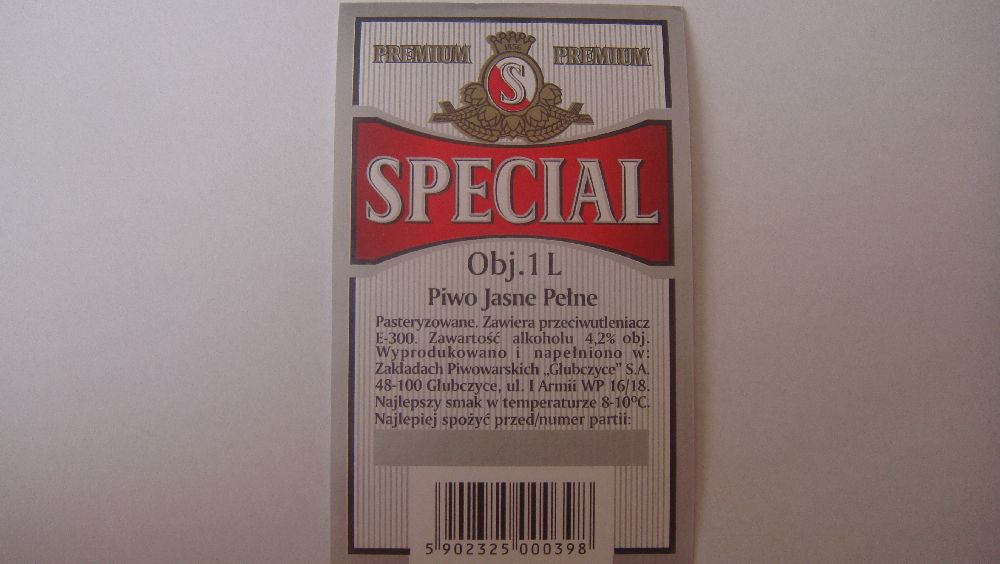 PREMIUM PREMIUM
1856
S
SPECIAL
Obj.1 L
Piwo Jasne Pełne
Pasteryzowane. Zawiera przeciwutleniacz
E-300. Zawartość alkoholu 4,2% obj.
Wyprodukowano i napełniono w:
Zakładach Piwowarskich „Głubczyce" S.A.
48-100 Głubczyce, ul. I Armii WP 16/18.
Najlepszy smak w temperaturze 8-10ºC.
Najlepiej spożyć przed/numer partii:
5 902325 000398